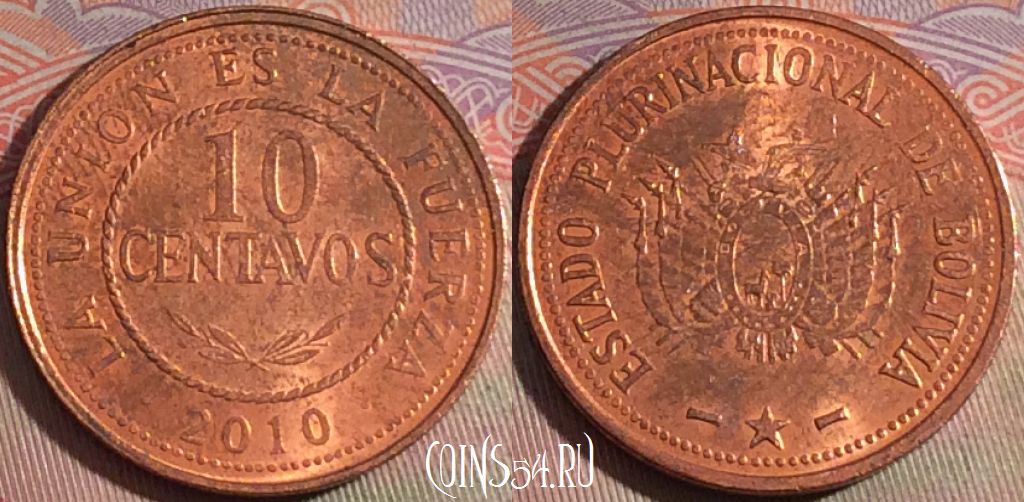 LA UNION ES LA FUERZA
10
CENTAVOS
2010
ESTADO PLURINACIONAL DE BOLIVIA
COINS54.RU